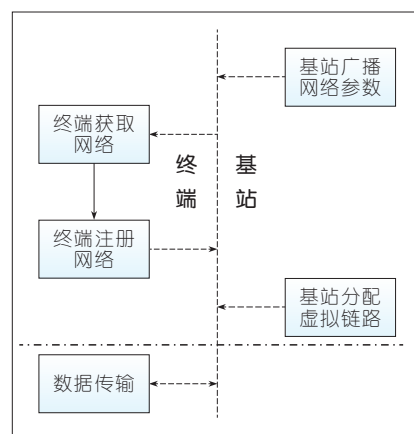 基站广播
网络参数
终端获取
网络
终
端
基
站
终端注册
网络
基站分配
虚拟链路
数据传输